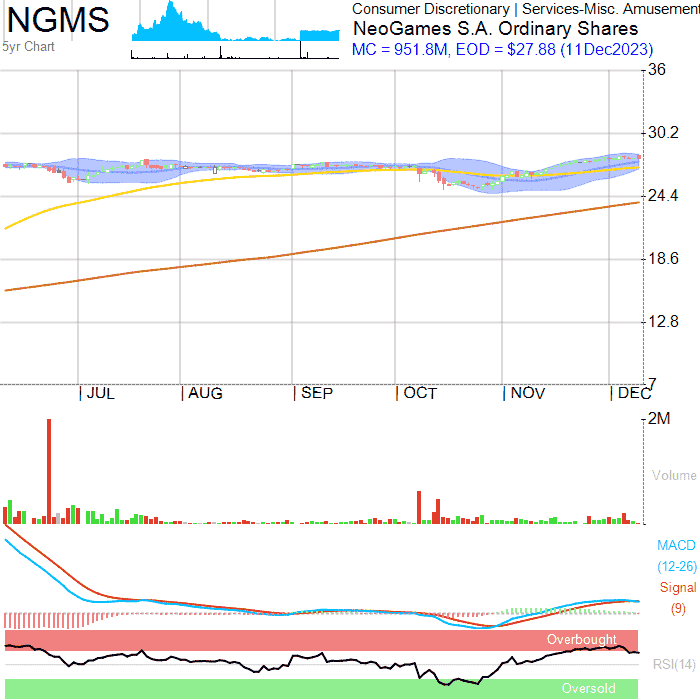 NGMS
5yr Chart
Consumer Discretionary | Services-Misc. Amusement
NeoGames S.A. Ordinary Shares
MC = 951.8M, EOD = $27.88 (11Dec2023)
36
30.2
24.4
18.6
12.8
7
| JUL | AUG | SEP | OCT | NOV | DEC
2M
Volume
MACD
(12-26)
Signal
(9)
Overbought
RSI(14)
Oversold